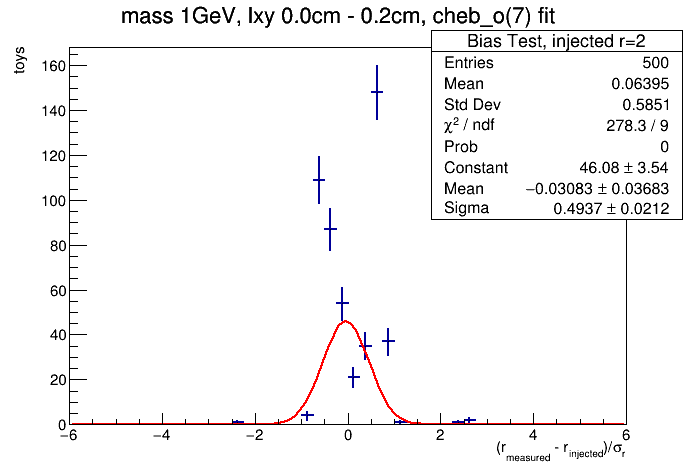 mass 1GeV, lxy 0.0cm - 0.2cm, cheb_o(7) fit
Bias Test, injected r=2
Entries 500
Mean 0.06395
Std Dev 0.5851
χ² / ndf 278.3 / 9
Prob 0
Constant 46.08 ± 3.54
Mean −0.03083 ± 0.03683
Sigma 0.4937 ± 0.0212
toys
160
140
120
100
80
60
40
20
0
−6 −4 −2 0 2 4 6
(r_measured - r_injected)/σ_r